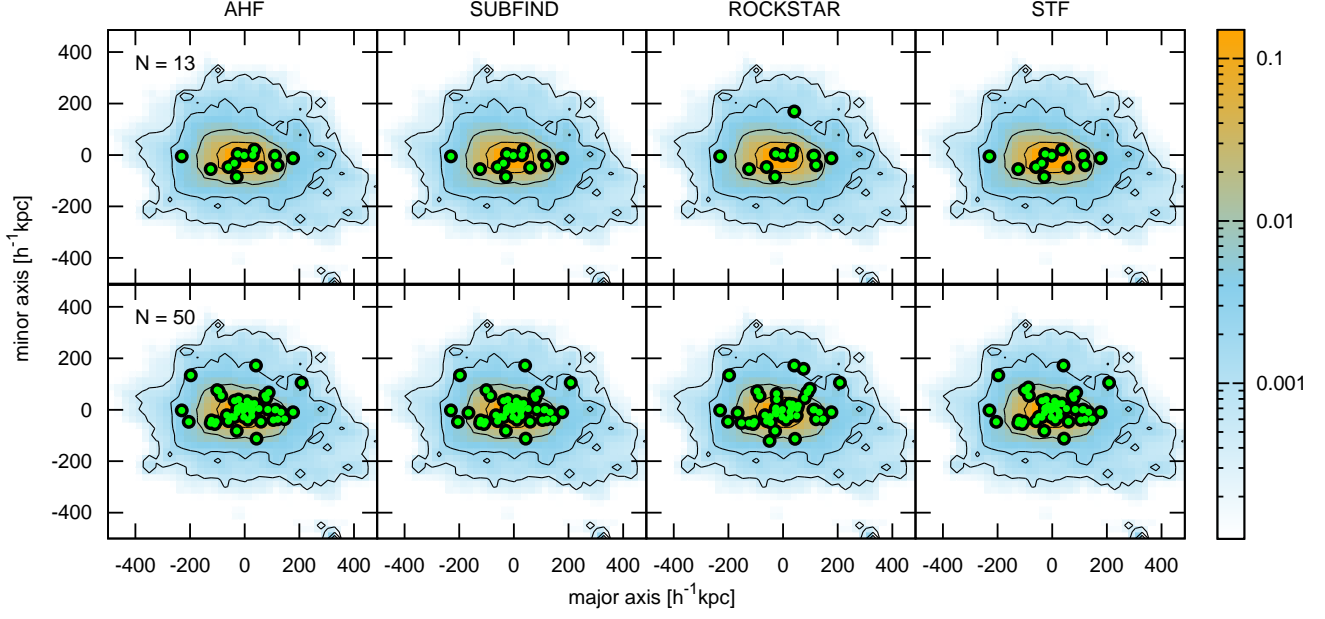 AHF SUBFIND ROCKSTAR STF
N = 13
400
200
0
-200
-400
N = 50
400
200
0
-200
-400
minor axis [h⁻¹kpc]
-400 -200 0 200 400 -400 -200 0 200 400 -400 -200 0 200 400 -400 -200 0 200 400
major axis [h⁻¹kpc]
0.1
0.01
0.001